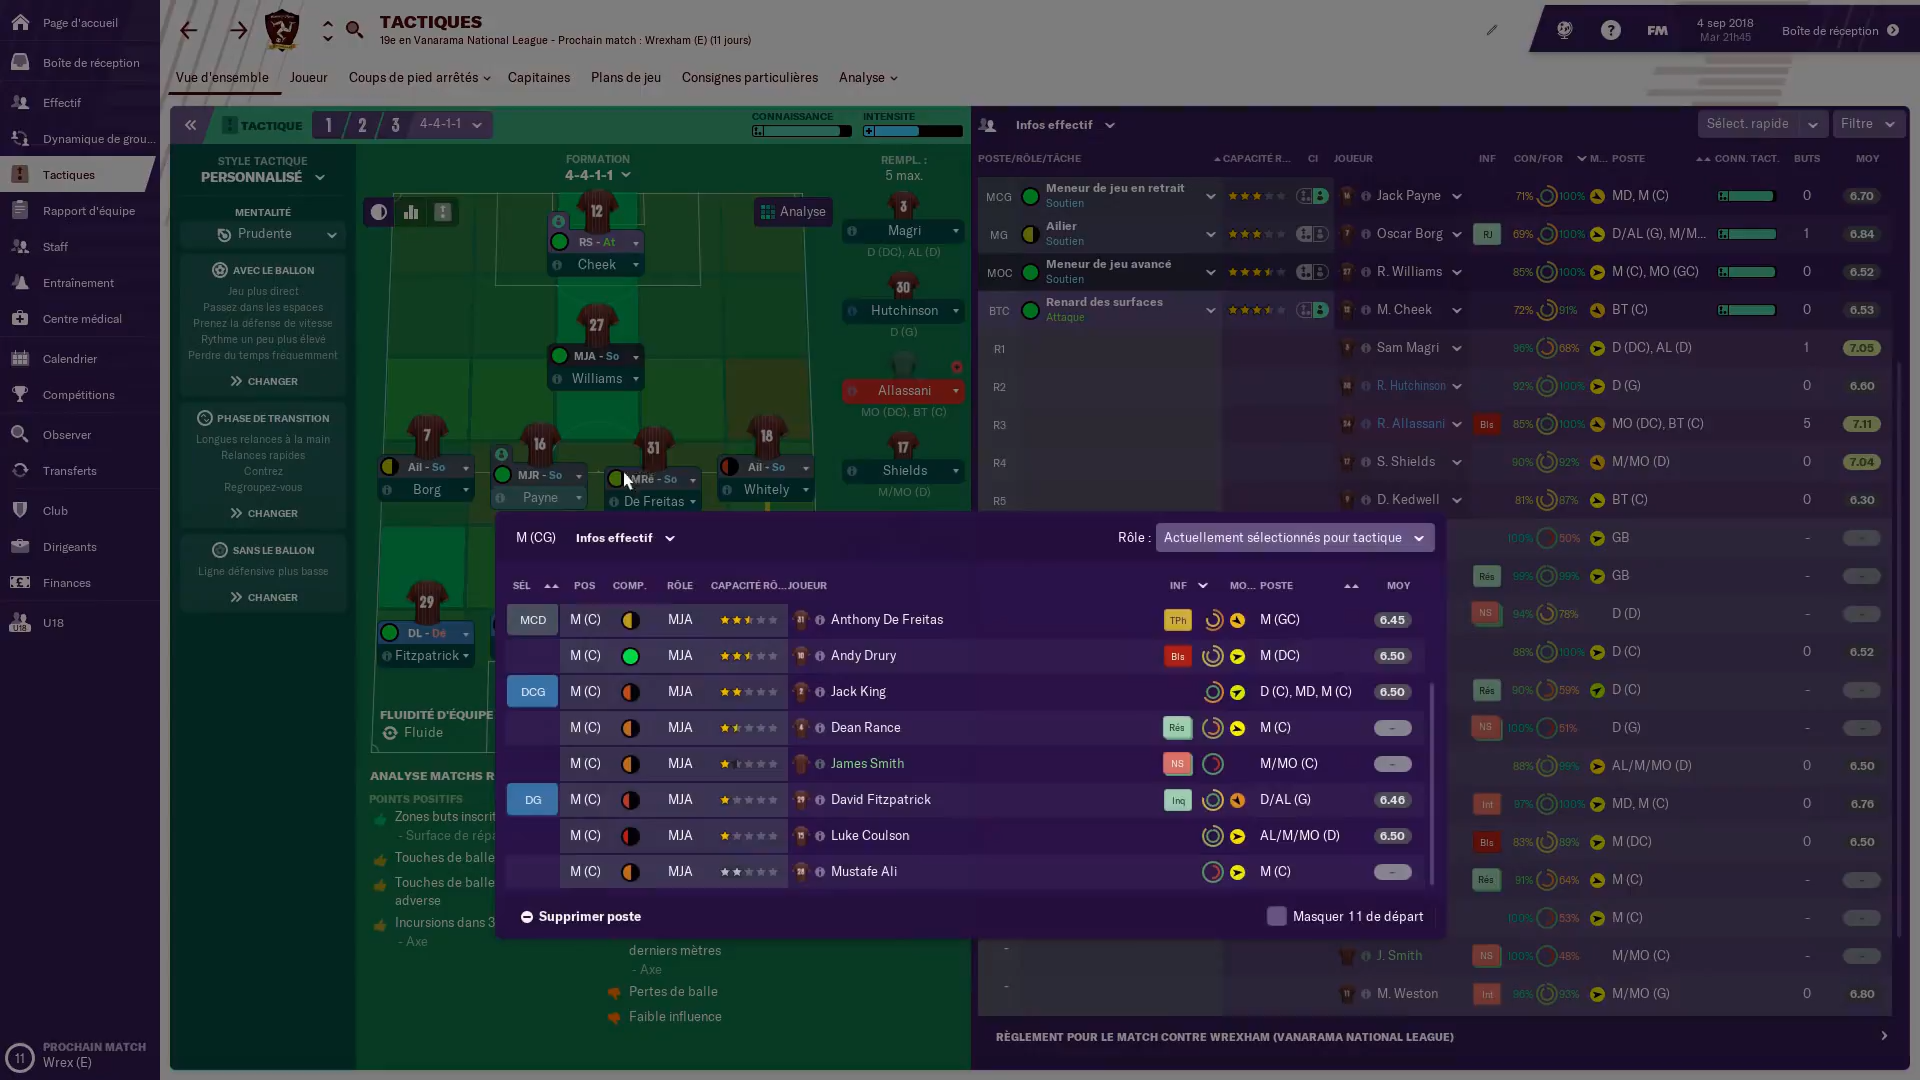 Page d'accueil
Boîte de réception
Effectif
Dynamique de grou...
Tactiques
Rapport d'équipe
Staff
Entraînement
Centre médical
Calendrier
Compétitions
Observer
Transferts
Club
Dirigeants
Finances
U18
PROCHAIN MATCH
11 Wrex (E)
TACTIQUES
19e en Vanarama National League - Prochain match : Wrexham (E) (11 jours)
FM
4 sep 2018
Mar 21h45
Boîte de réception
Vue d'ensemble Joueur Coups de pied arrêtés Capitaines Plans de jeu Consignes particulières Analyse
TACTIQUE 1 2 3 4-4-1-1
CONNAISSANCE INTENSITE
STYLE TACTIQUE
PERSONNALISÉ
MENTALITÉ
Prudente
AVEC LE BALLON
Jeu plus direct
Passez dans les espaces
Prenez la défense de vitesse
Rythme un peu plus élevé
Perdre du temps fréquemment
CHANGER
PHASE DE TRANSITION
Longues relances à la main
Relances rapides
Contrez
Regroupez-vous
CHANGER
SANS LE BALLON
Ligne défensive plus basse
CHANGER
FORMATION
4-4-1-1
Analyse
12
RS - At
Cheek
27
MJA - So
Williams
7
Ail - So
Borg
16
MJR - So
Payne
31
MRé - So
De Freitas
18
Ail - So
Whitely
29
DL - Dé
Fitzpatrick
REMPL. :
5 max.
3
Magri
D (DC), AL (D)
30
Hutchinson
D (G)
Allassani
MO (DC), BT (C)
17
Shields
M/MO (D)
FLUIDITÉ D'ÉQUIPE
Fluide
ANALYSE MATCHS R
POINTS POSITIFS
Zones buts inscrit
- Surface de répa
Touches de balle
Touches de balle
adverse
Incursions dans 3
- Axe
derniers mètres
- Axe
Pertes de balle
Faible influence
Infos effectif
Sélect. rapide
Filtre
POSTE/RÔLE/TÂCHE CAPACITÉ R... CI JOUEUR INF CON/FOR M... POSTE CONN. TACT. BUTS MOY
MCG Meneur de jeu en retrait Soutien Jack Payne 71% 100% MD, M (C) 0 6.70
MG Ailier Soutien Oscar Borg RJ 69% 100% D/AL (G), M/M... 1 6.84
MOC Meneur de jeu avancé Soutien R. Williams 85% 100% M (C), MO (GC) 0 6.52
BTC Renard des surfaces Attaque M. Cheek 72% 91% BT (C) 0 6.53
R1 Sam Magri 96% 68% D (DC), AL (D) 1 7.05
R2 R. Hutchinson 92% 100% D (G) 0 6.60
R3 R. Allassani Bls 85% 100% MO (DC), BT (C) 5 7.11
R4 S. Shields 90% 92% M/MO (D) 0 7.04
R5 D. Kedwell 81% 87% BT (C) 0 6.30
100% 50% GB - -
Rés 99% 99% GB - -
NS 94% 78% D (D) 0 -
88% 100% D (C) 0 6.52
Rés 90% 59% D (C) 0 -
NS 100% 51% D (G) - -
88% 99% AL/M/MO (D) 0 6.50
Int 97% 100% MD, M (C) 0 6.76
Bls 83% 89% M (DC) 0 6.50
Rés 91% 64% M (C) 0 -
100% 53% M (C) 0 -
- J. Smith NS 100% 48% M/MO (C) 0 -
- M. Weston Int 96% 93% M/MO (G) 0 6.80
RÈGLEMENT POUR LE MATCH CONTRE WREXHAM (VANARAMA NATIONAL LEAGUE)
M (CG) Infos effectif Rôle : Actuellement sélectionnés pour tactique
SÉL POS COMP. RÔLE CAPACITÉ RÔ... JOUEUR INF MO... POSTE MOY
MCD M (C) MJA Anthony De Freitas TPh M (GC) 6.45
M (C) MJA Andy Drury Bls M (DC) 6.50
DCG M (C) MJA Jack King D (C), MD, M (C) 6.50
M (C) MJA Dean Rance Rés M (C) -
M (C) MJA James Smith NS M/MO (C) -
DG M (C) MJA David Fitzpatrick Inq D/AL (G) 6.46
M (C) MJA Luke Coulson AL/M/MO (D) 6.50
M (C) MJA Mustafe Ali M (C) -
Supprimer poste
Masquer 11 de départ